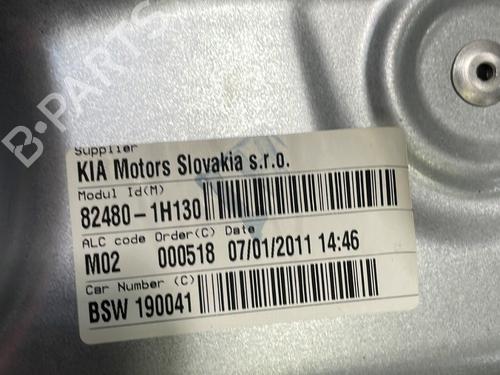 B-PARTS
Supplier
KIA Motors Slovakia s.r.o.
Modul Id(M)
82480-1H130
ALC code Order(C) Date
M02 000518 07/01/2011 14:46
Car Number (C)
BSW 190041